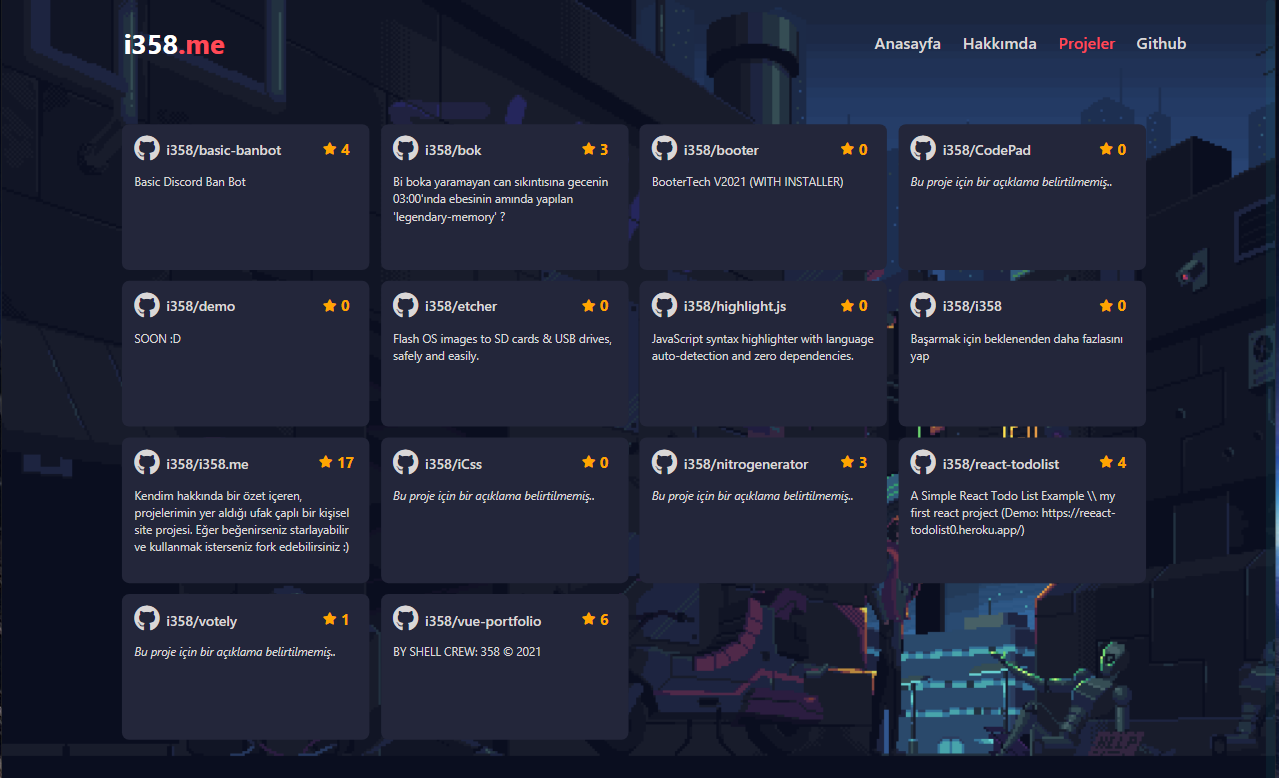 i358.me
Anasayfa Hakkımda Projeler Github
i358/basic-banbot 4
Basic Discord Ban Bot
i358/bok 3
Bi boka yaramayan can sıkıntısına gecenin
03:00'ında ebesinin amında yapılan
'legendary-memory' ?
i358/booter 0
BooterTech V2021 (WITH INSTALLER)
i358/CodePad 0
Bu proje için bir açıklama belirtilmemiş..
i358/demo 0
SOON :D
i358/etcher 0
Flash OS images to SD cards & USB drives,
safely and easily.
i358/highlight.js 0
JavaScript syntax highlighter with language
auto-detection and zero dependencies.
i358/i358 0
Başarmak için beklenenden daha fazlasını
yap
i358/i358.me 17
Kendim hakkında bir özet içeren,
projelerimin yer aldığı ufak çaplı bir kişisel
site projesi. Eğer beğenirseniz starlayabilir
ve kullanmak isterseniz fork edebilirsiniz :)
i358/iCss 0
Bu proje için bir açıklama belirtilmemiş..
i358/nitrogenerator 3
Bu proje için bir açıklama belirtilmemiş..
i358/react-todolist 4
A Simple React Todo List Example \\ my
first react project (Demo: https://reeact-
todolist0.heroku.app/)
i358/votely 1
Bu proje için bir açıklama belirtilmemiş..
i358/vue-portfolio 6
BY SHELL CREW: 358 © 2021